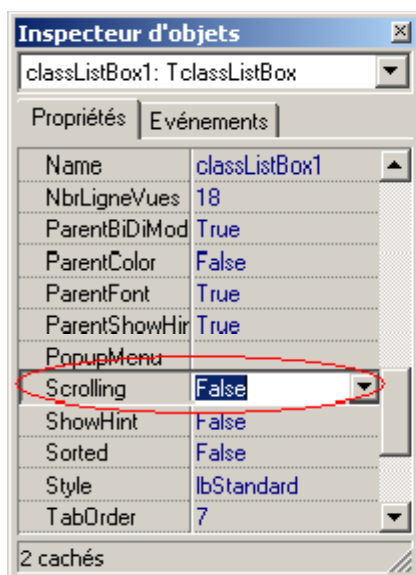 Inspecteur d'objets
classListBox1: TclassListBox
Propriétés Evénements
Name classListBox1
NbrLigneVues 18
ParentBiDiMod True
ParentColor False
ParentFont True
ParentShowHir True
PopupMenu
Scrolling False
ShowHint False
Sorted False
Style lbStandard
TabOrder 7
2 cachés